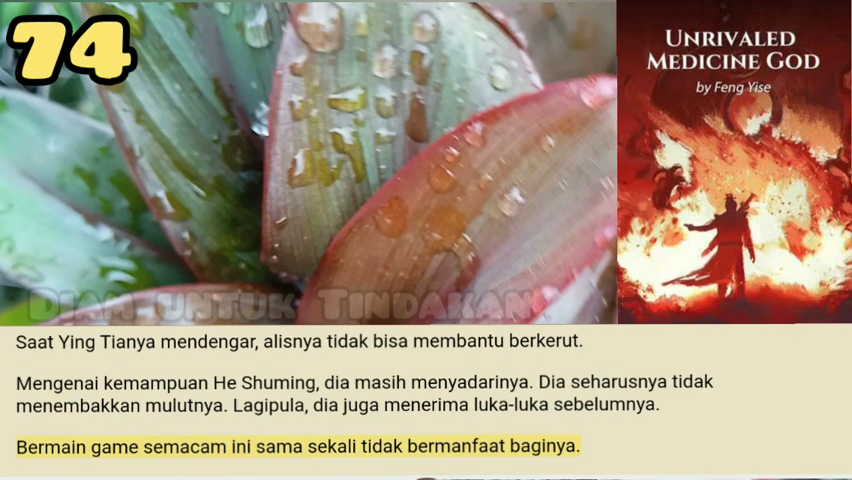 74
UNRIVALED
MEDICINE GOD
by Feng Yise
DIAM UNTUK TINDAKAN
Saat Ying Tianya mendengar, alisnya tidak bisa membantu berkerut.
Mengenai kemampuan He Shuming, dia masih menyadarinya. Dia seharusnya tidak
menembakkan mulutnya. Lagipula, dia juga menerima luka-luka sebelumnya.
Bermain game semacam ini sama sekali tidak bermanfaat baginya.